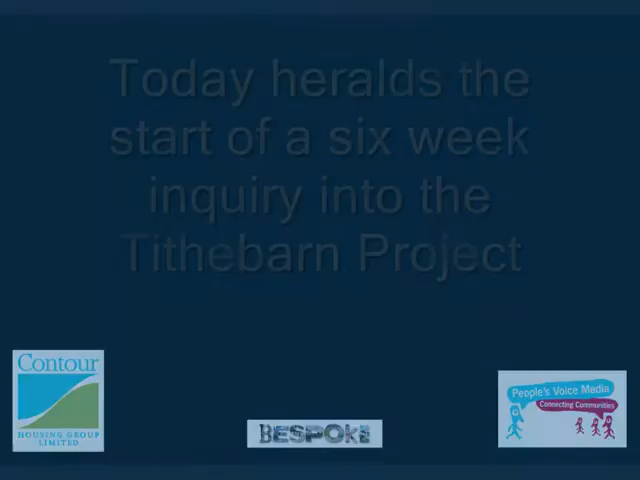 Today heralds the
start of a six week
inquiry into the
Tithebarn Project
Contour
HOUSING GROUP
LIMITED
BESPOKE
People's Voice Media
Connecting Communities